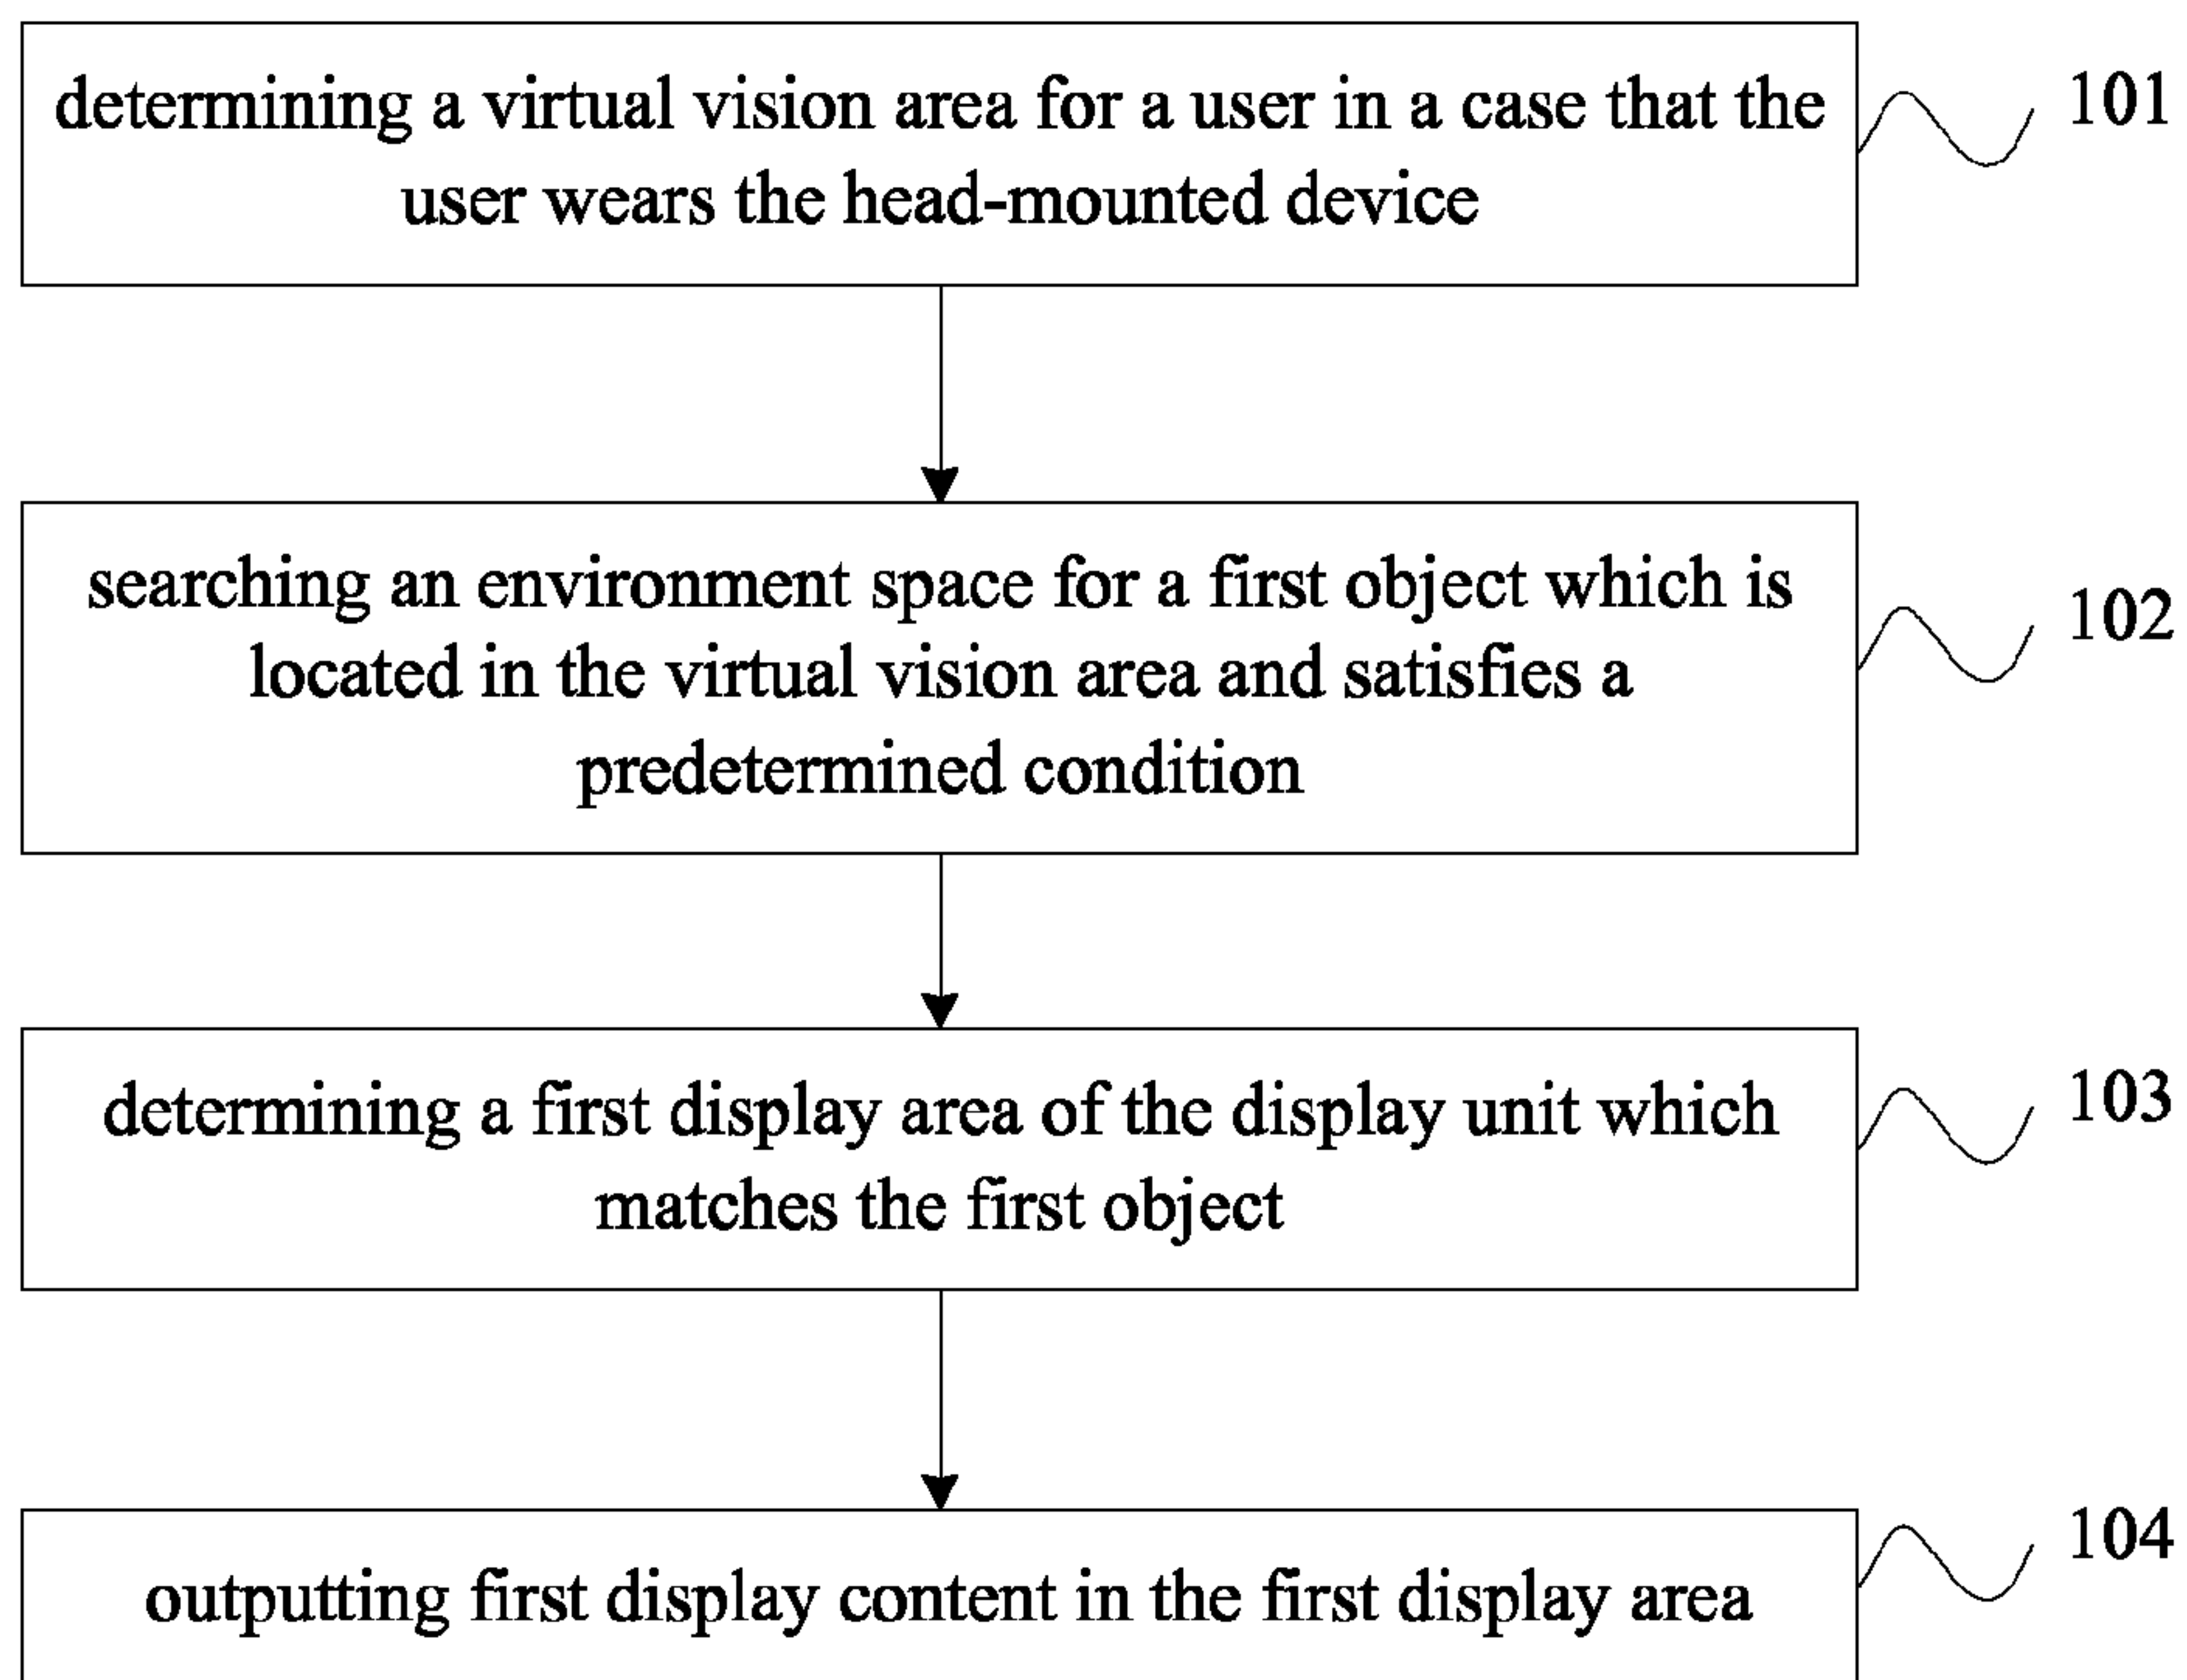 determining a virtual vision area for a user in a case that the
user wears the head-mounted device
101
searching an environment space for a first object which is
located in the virtual vision area and satisfies a
predetermined condition
102
determining a first display area of the display unit which
matches the first object
103
outputting first display content in the first display area
104